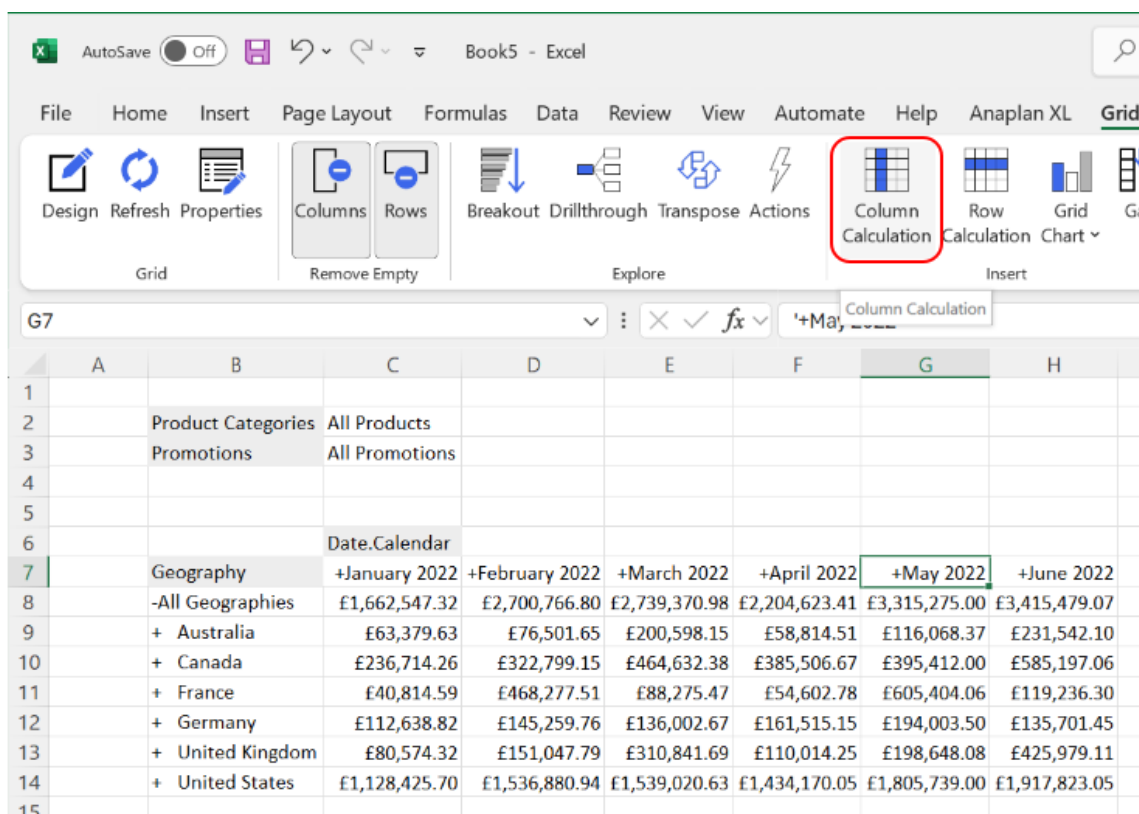 AutoSave Off Book5 - Excel
File Home Insert Page Layout Formulas Data Review View Automate Help Anaplan XL Grid
Design Refresh Properties Columns Rows Breakout Drillthrough Transpose Actions Column Row Grid
Calculation Calculation Chart
Grid Remove Empty Explore Insert
Column Calculation
G7 fx '+May 2022
A B C D E F G H
1
2 Product Categories All Products
3 Promotions All Promotions
4
5
6 Date.Calendar
7 Geography +January 2022 +February 2022 +March 2022 +April 2022 +May 2022 +June 2022
8 -All Geographies £1,662,547.32 £2,700,766.80 £2,739,370.98 £2,204,623.41 £3,315,275.00 £3,415,479.07
9 + Australia £63,379.63 £76,501.65 £200,598.15 £58,814.51 £116,068.37 £231,542.10
10 + Canada £236,714.26 £322,799.15 £464,632.38 £385,506.67 £395,412.00 £585,197.06
11 + France £40,814.59 £468,277.51 £88,275.47 £54,602.78 £605,404.06 £119,236.30
12 + Germany £112,638.82 £145,259.76 £136,002.67 £161,515.15 £194,003.50 £135,701.45
13 + United Kingdom £80,574.32 £151,047.79 £310,841.69 £110,014.25 £198,648.08 £425,979.11
14 + United States £1,128,425.70 £1,536,880.94 £1,539,020.63 £1,434,170.05 £1,805,739.00 £1,917,823.05
15